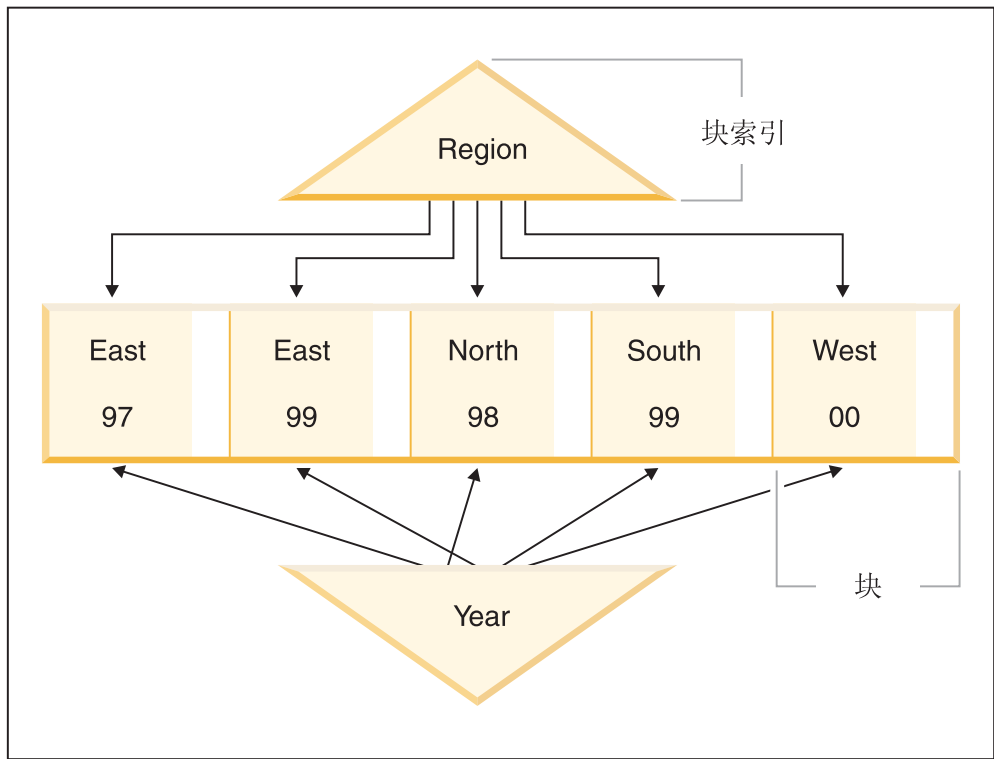 Region
块索引
East East North South West
97 99 98 99 00
Year
块